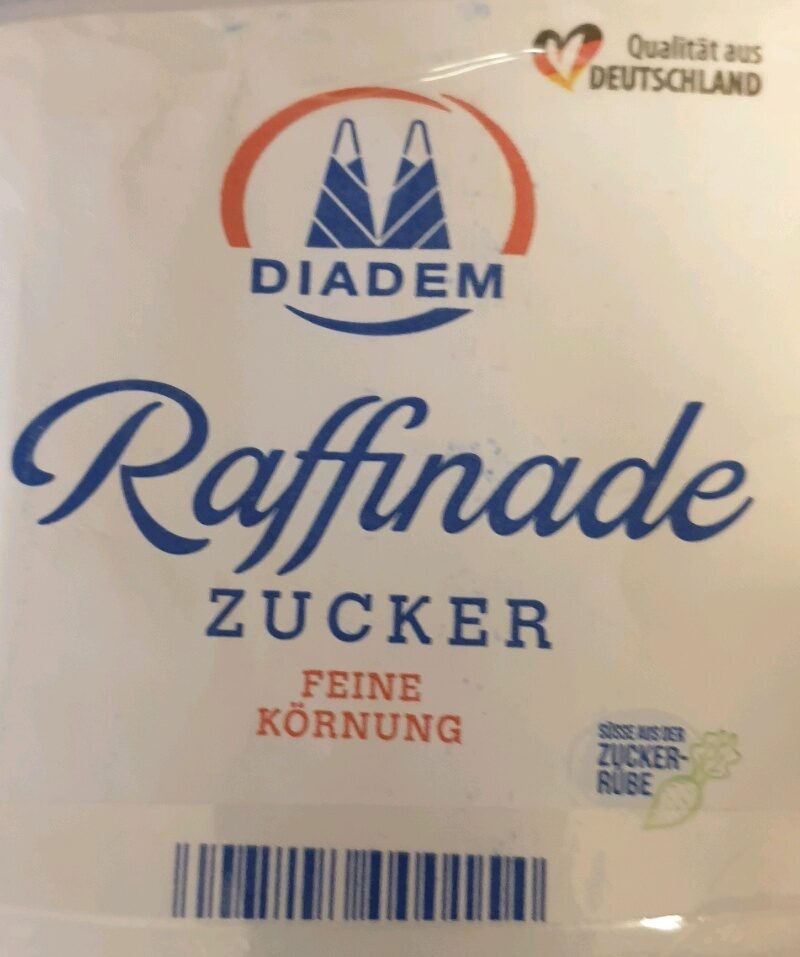 Qualität aus
DEUTSCHLAND
DIADEM
Raffinade
ZUCKER
FEINE
KÖRNUNG
SÜSSE AUS DER
ZUCKER-
RÜBE